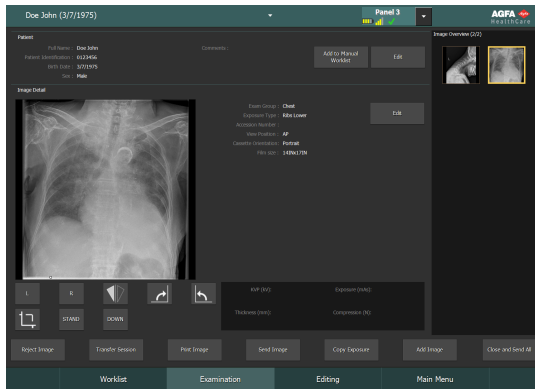 Doe John (3/7/1975)
Panel 3
AGFA
HealthCare
Patient
Full Name : Doe John
Patient Identification : 0123456
Birth Date : 3/7/1975
Sex : Male
Comments :
Add to Manual
Worklist
Edit
Image Overview (2/2)
Image Detail
Exam Group : Chest
Exposure Type : Ribs Lower
Accession Number :
View Position : AP
Cassette Orientation : Portrait
Film size : 14INx17IN
Edit
L
R
STAND
DOWN
KVP (kV):
Exposure (mAs):
Thickness (mm):
Compression (N):
Reject Image
Transfer Session
Print Image
Send Image
Copy Exposure
Add Image
Close and Send All
Worklist
Examination
Editing
Main Menu